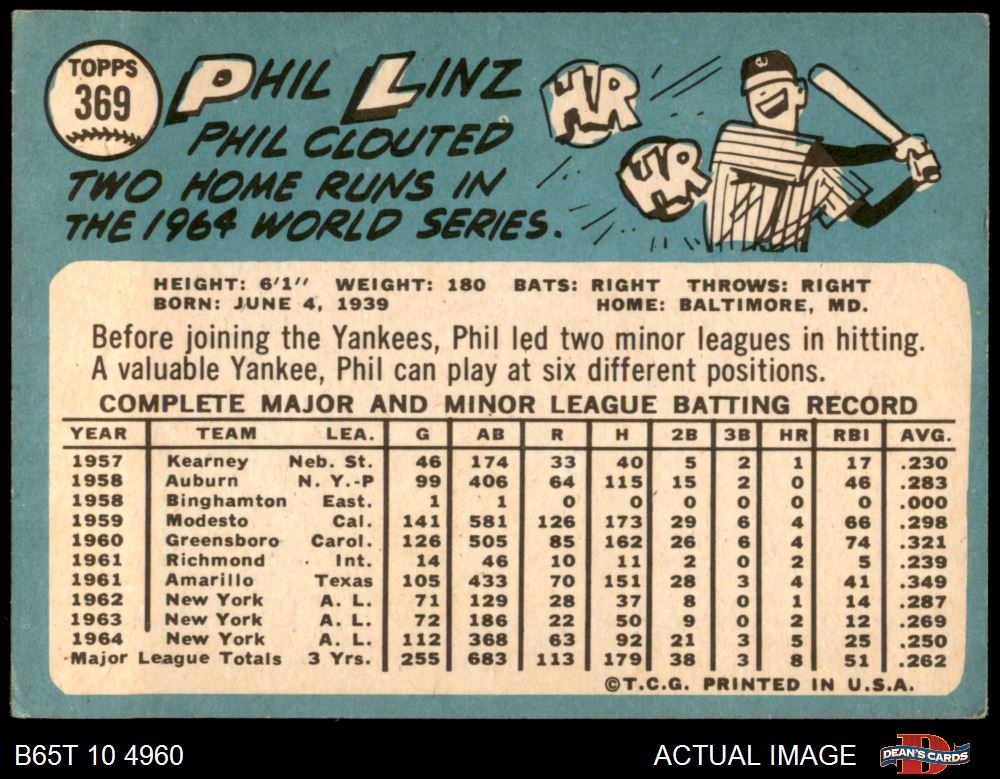 TOPPS
369
PHIL LINZ
PHIL CLOUTED
TWO HOME RUNS IN
THE 1964 WORLD SERIES.
HR
HR
HEIGHT: 6'1" WEIGHT: 180 BATS: RIGHT THROWS: RIGHT
BORN: JUNE 4, 1939 HOME: BALTIMORE, MD.
Before joining the Yankees, Phil led two minor leagues in hitting.
A valuable Yankee, Phil can play at six different positions.
COMPLETE MAJOR AND MINOR LEAGUE BATTING RECORD
YEAR TEAM LEA. G AB R H 2B 3B HR RBI AVG.
1957 Kearney Neb. St. 46 174 33 40 5 2 1 17 .230
1958 Auburn N. Y.-P 99 406 64 115 15 2 0 46 .283
1958 Binghamton East. 1 1 0 0 0 0 0 0 .000
1959 Modesto Cal. 141 581 126 173 29 6 4 66 .298
1960 Greensboro Carol. 126 505 85 162 26 6 4 74 .321
1961 Richmond Int. 14 46 10 11 2 0 2 5 .239
1961 Amarillo Texas 105 433 70 151 28 3 4 41 .349
1962 New York A. L. 71 129 28 37 8 0 1 14 .287
1963 New York A. L. 72 186 22 50 9 0 2 12 .269
1964 New York A. L. 112 368 63 92 21 3 5 25 .250
Major League Totals 3 Yrs. 255 683 113 179 38 3 8 51 .262
©T.C.G. PRINTED IN U.S.A.
B65T 10 4960 ACTUAL IMAGE DEAN'S CARDS